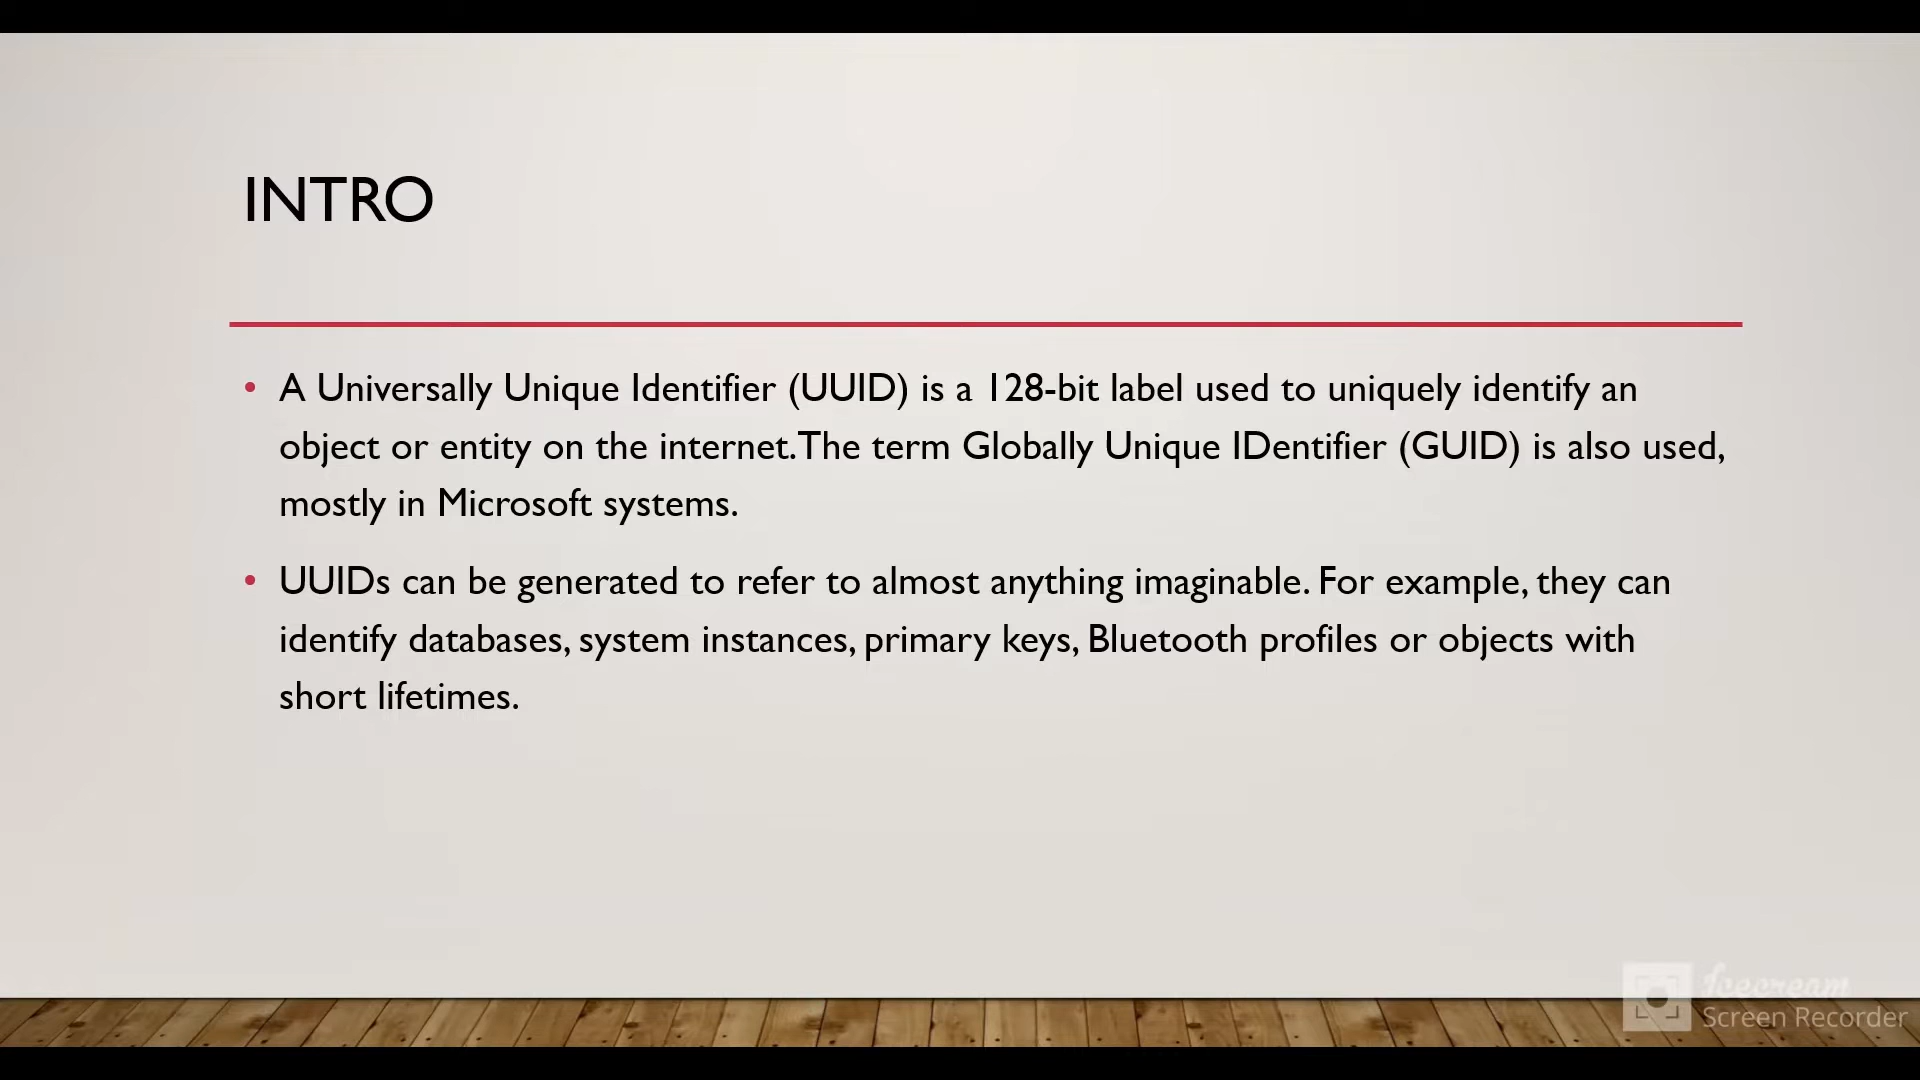 INTRO
• A Universally Unique Identifier (UUID) is a 128-bit label used to uniquely identify an
object or entity on the internet. The term Globally Unique IDentifier (GUID) is also used,
mostly in Microsoft systems.
• UUIDs can be generated to refer to almost anything imaginable. For example, they can
identify databases, system instances, primary keys, Bluetooth profiles or objects with
short lifetimes.
Icecream
Screen Recorder